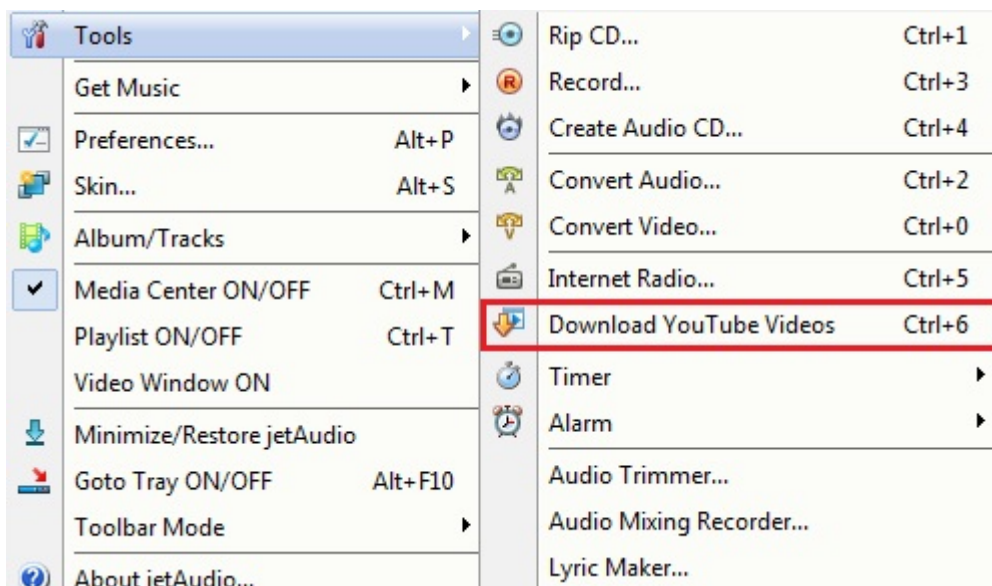 Tools
Get Music
Preferences... Alt+P
Skin... Alt+S
Album/Tracks
Media Center ON/OFF Ctrl+M
Playlist ON/OFF Ctrl+T
Video Window ON
Minimize/Restore jetAudio
Goto Tray ON/OFF Alt+F10
Toolbar Mode
About jetAudio...
Rip CD... Ctrl+1
Record... Ctrl+3
Create Audio CD... Ctrl+4
Convert Audio... Ctrl+2
Convert Video... Ctrl+0
Internet Radio... Ctrl+5
Download YouTube Videos Ctrl+6
Timer
Alarm
Audio Trimmer...
Audio Mixing Recorder...
Lyric Maker...